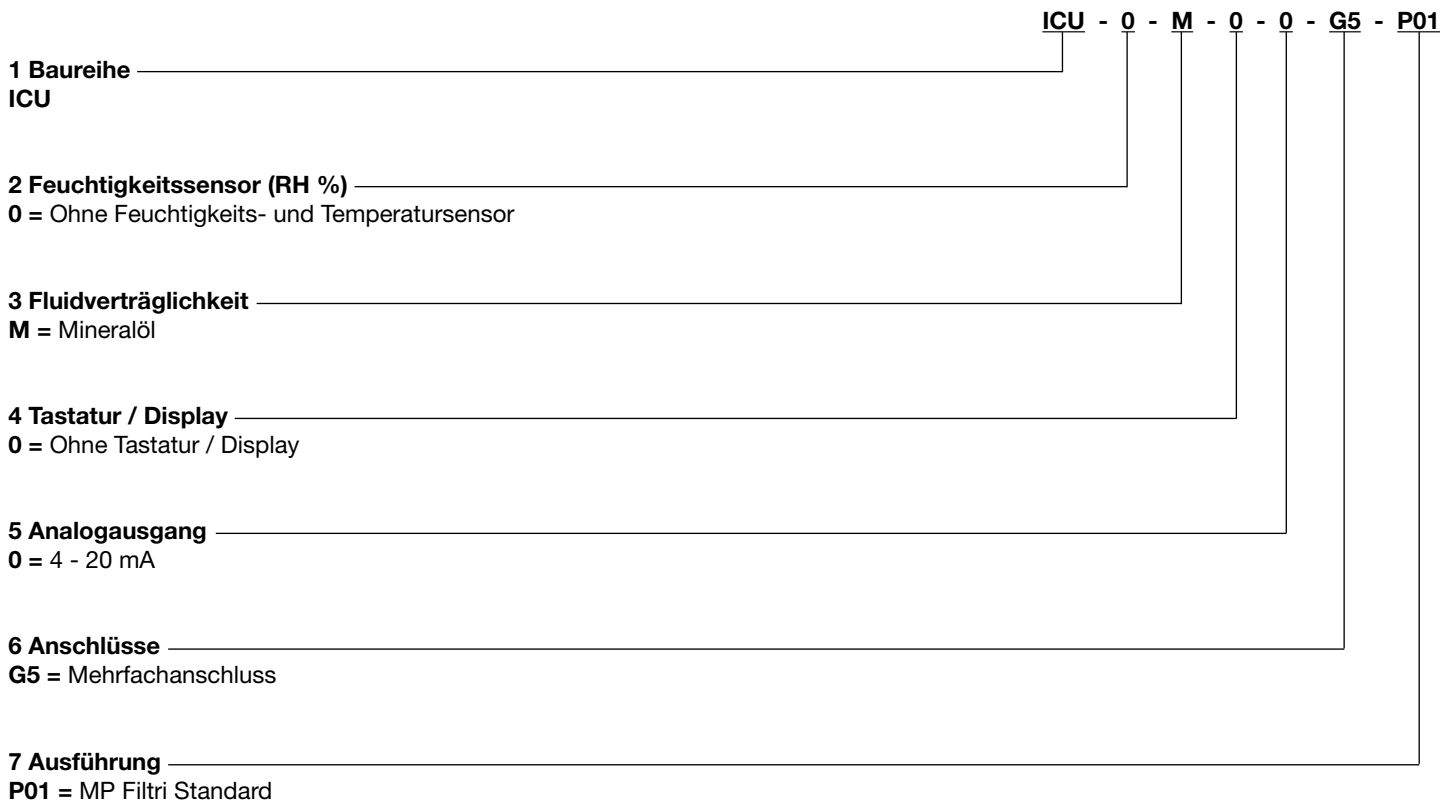 ICU - 0 - M - 0 - 0 - G5 - P01
1 Baureihe
ICU
2 Feuchtigkeitssensor (RH %)
0 = Ohne Feuchtigkeits- und Temperatursensor
3 Fluidverträglichkeit
M = Mineralöl
4 Tastatur / Display
0 = Ohne Tastatur / Display
5 Analogausgang
0 = 4 - 20 mA
6 Anschlüsse
G5 = Mehrfachanschluss
7 Ausführung
P01 = MP Filtri Standard